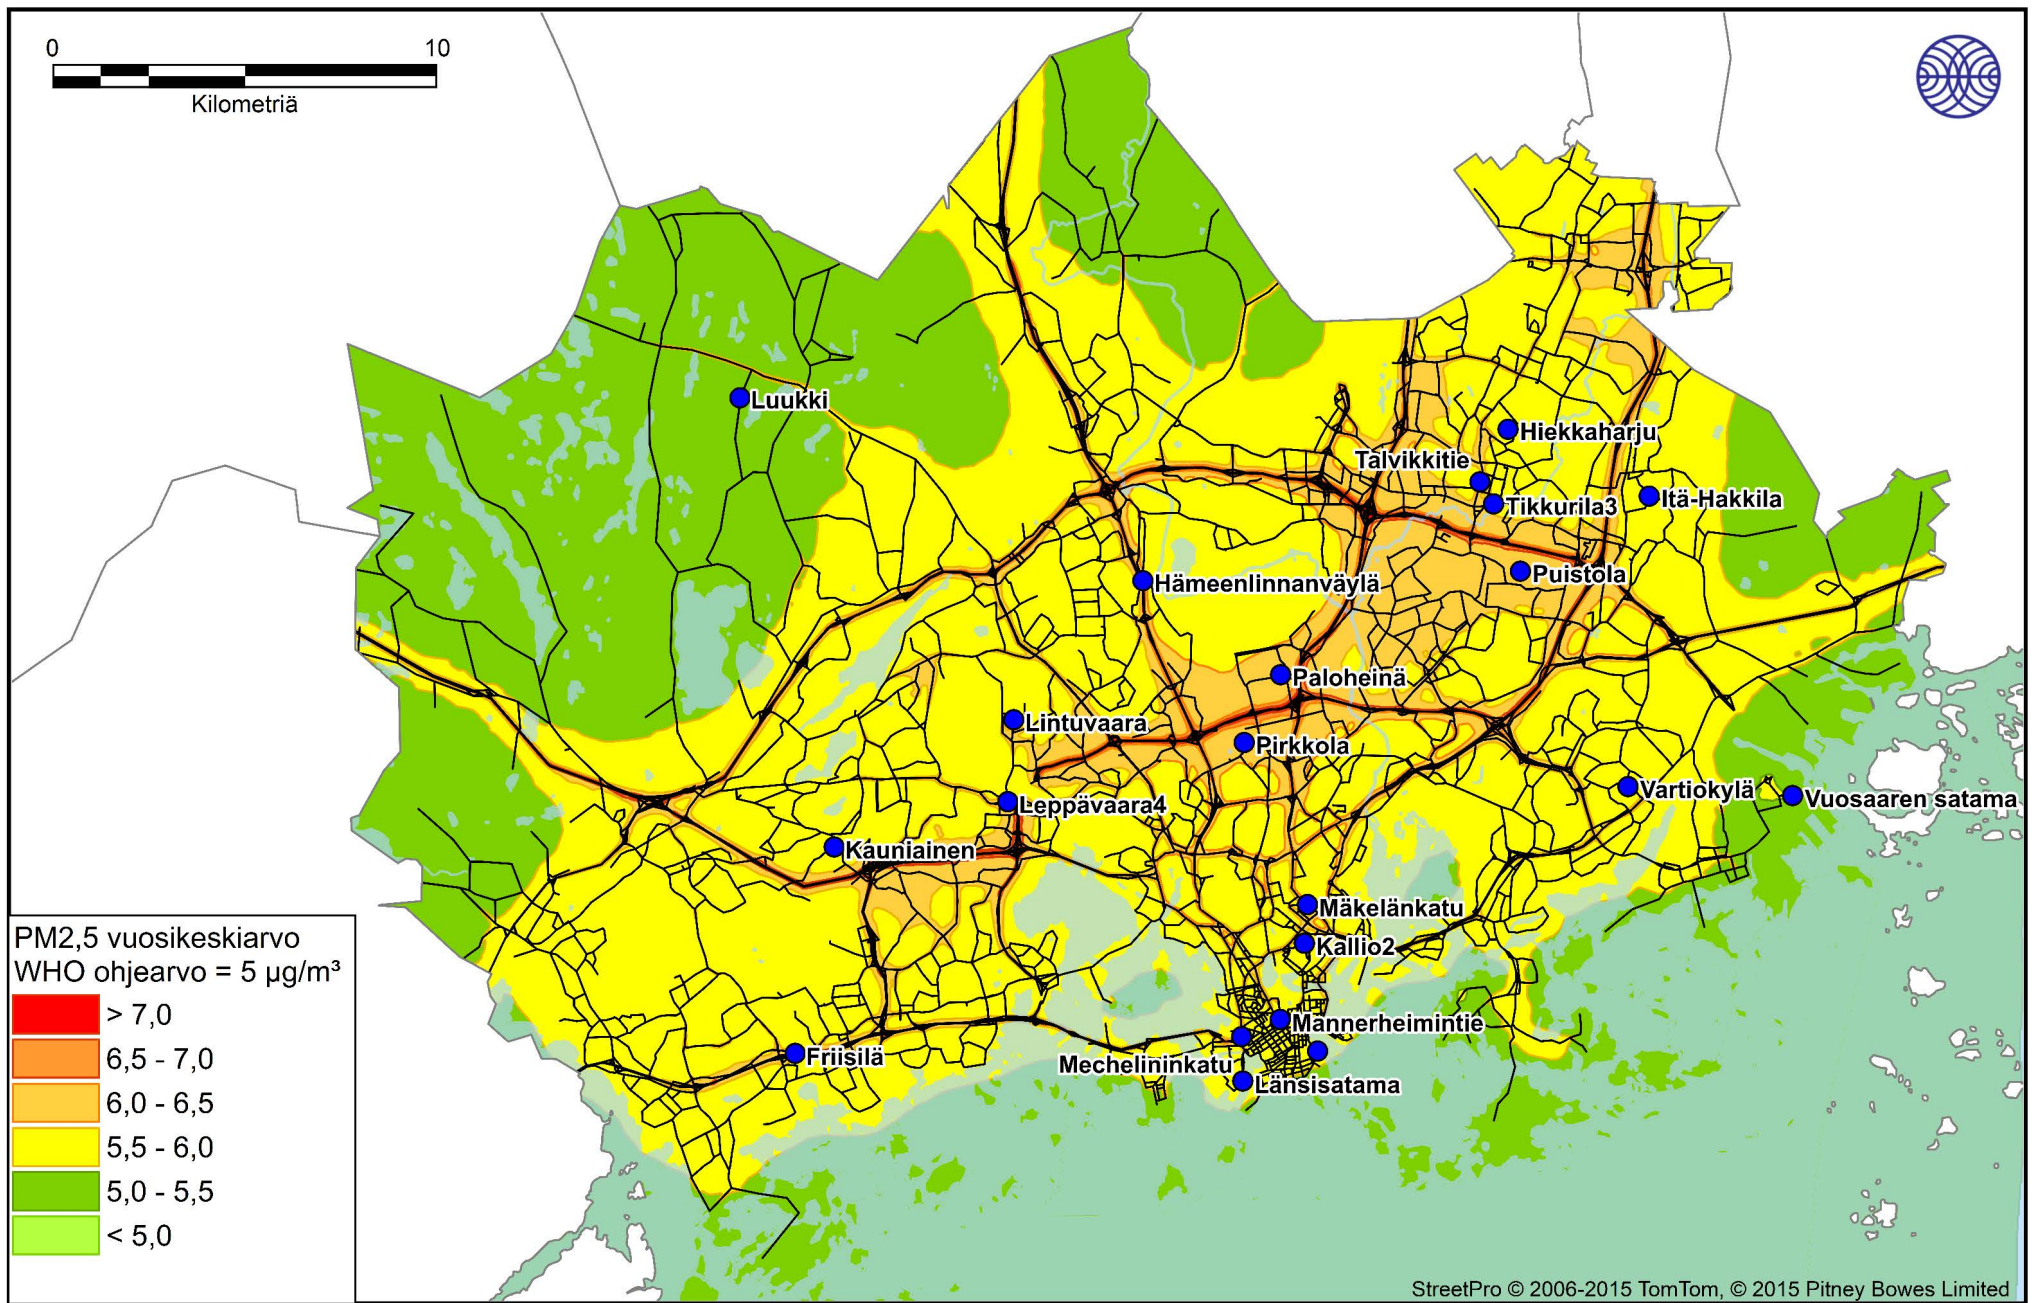 0 10
Kilometriä
Luukki
Hiekkaharju
Talvikkitie
Tikkurila3
Itä-Hakkila
Puistola
Hämeenlinnanväylä
Paloheinä
Lintuvaara
Pirkkola
Vartiokylä
Vuosaaren satama
Leppävaara4
Kauniainen
Mäkelänkatu
Kallio2
Mannerheimintie
Friisilä
Mechelininkatu
Länsisatama
PM2,5 vuosikeskiarvo
WHO ohjearvo = 5 µg/m³
> 7,0
6,5 - 7,0
6,0 - 6,5
5,5 - 6,0
5,0 - 5,5
< 5,0
StreetPro © 2006-2015 TomTom, © 2015 Pitney Bowes Limited